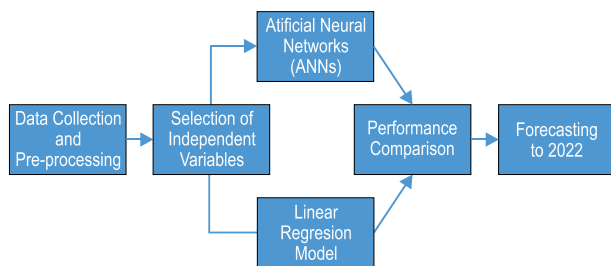 Data Collection
and
Pre-processing
Selection of
Independent
Variables
Atificial Neural
Networks
(ANNs)
Linear
Regresion
Model
Performance
Comparison
Forecasting
to 2022